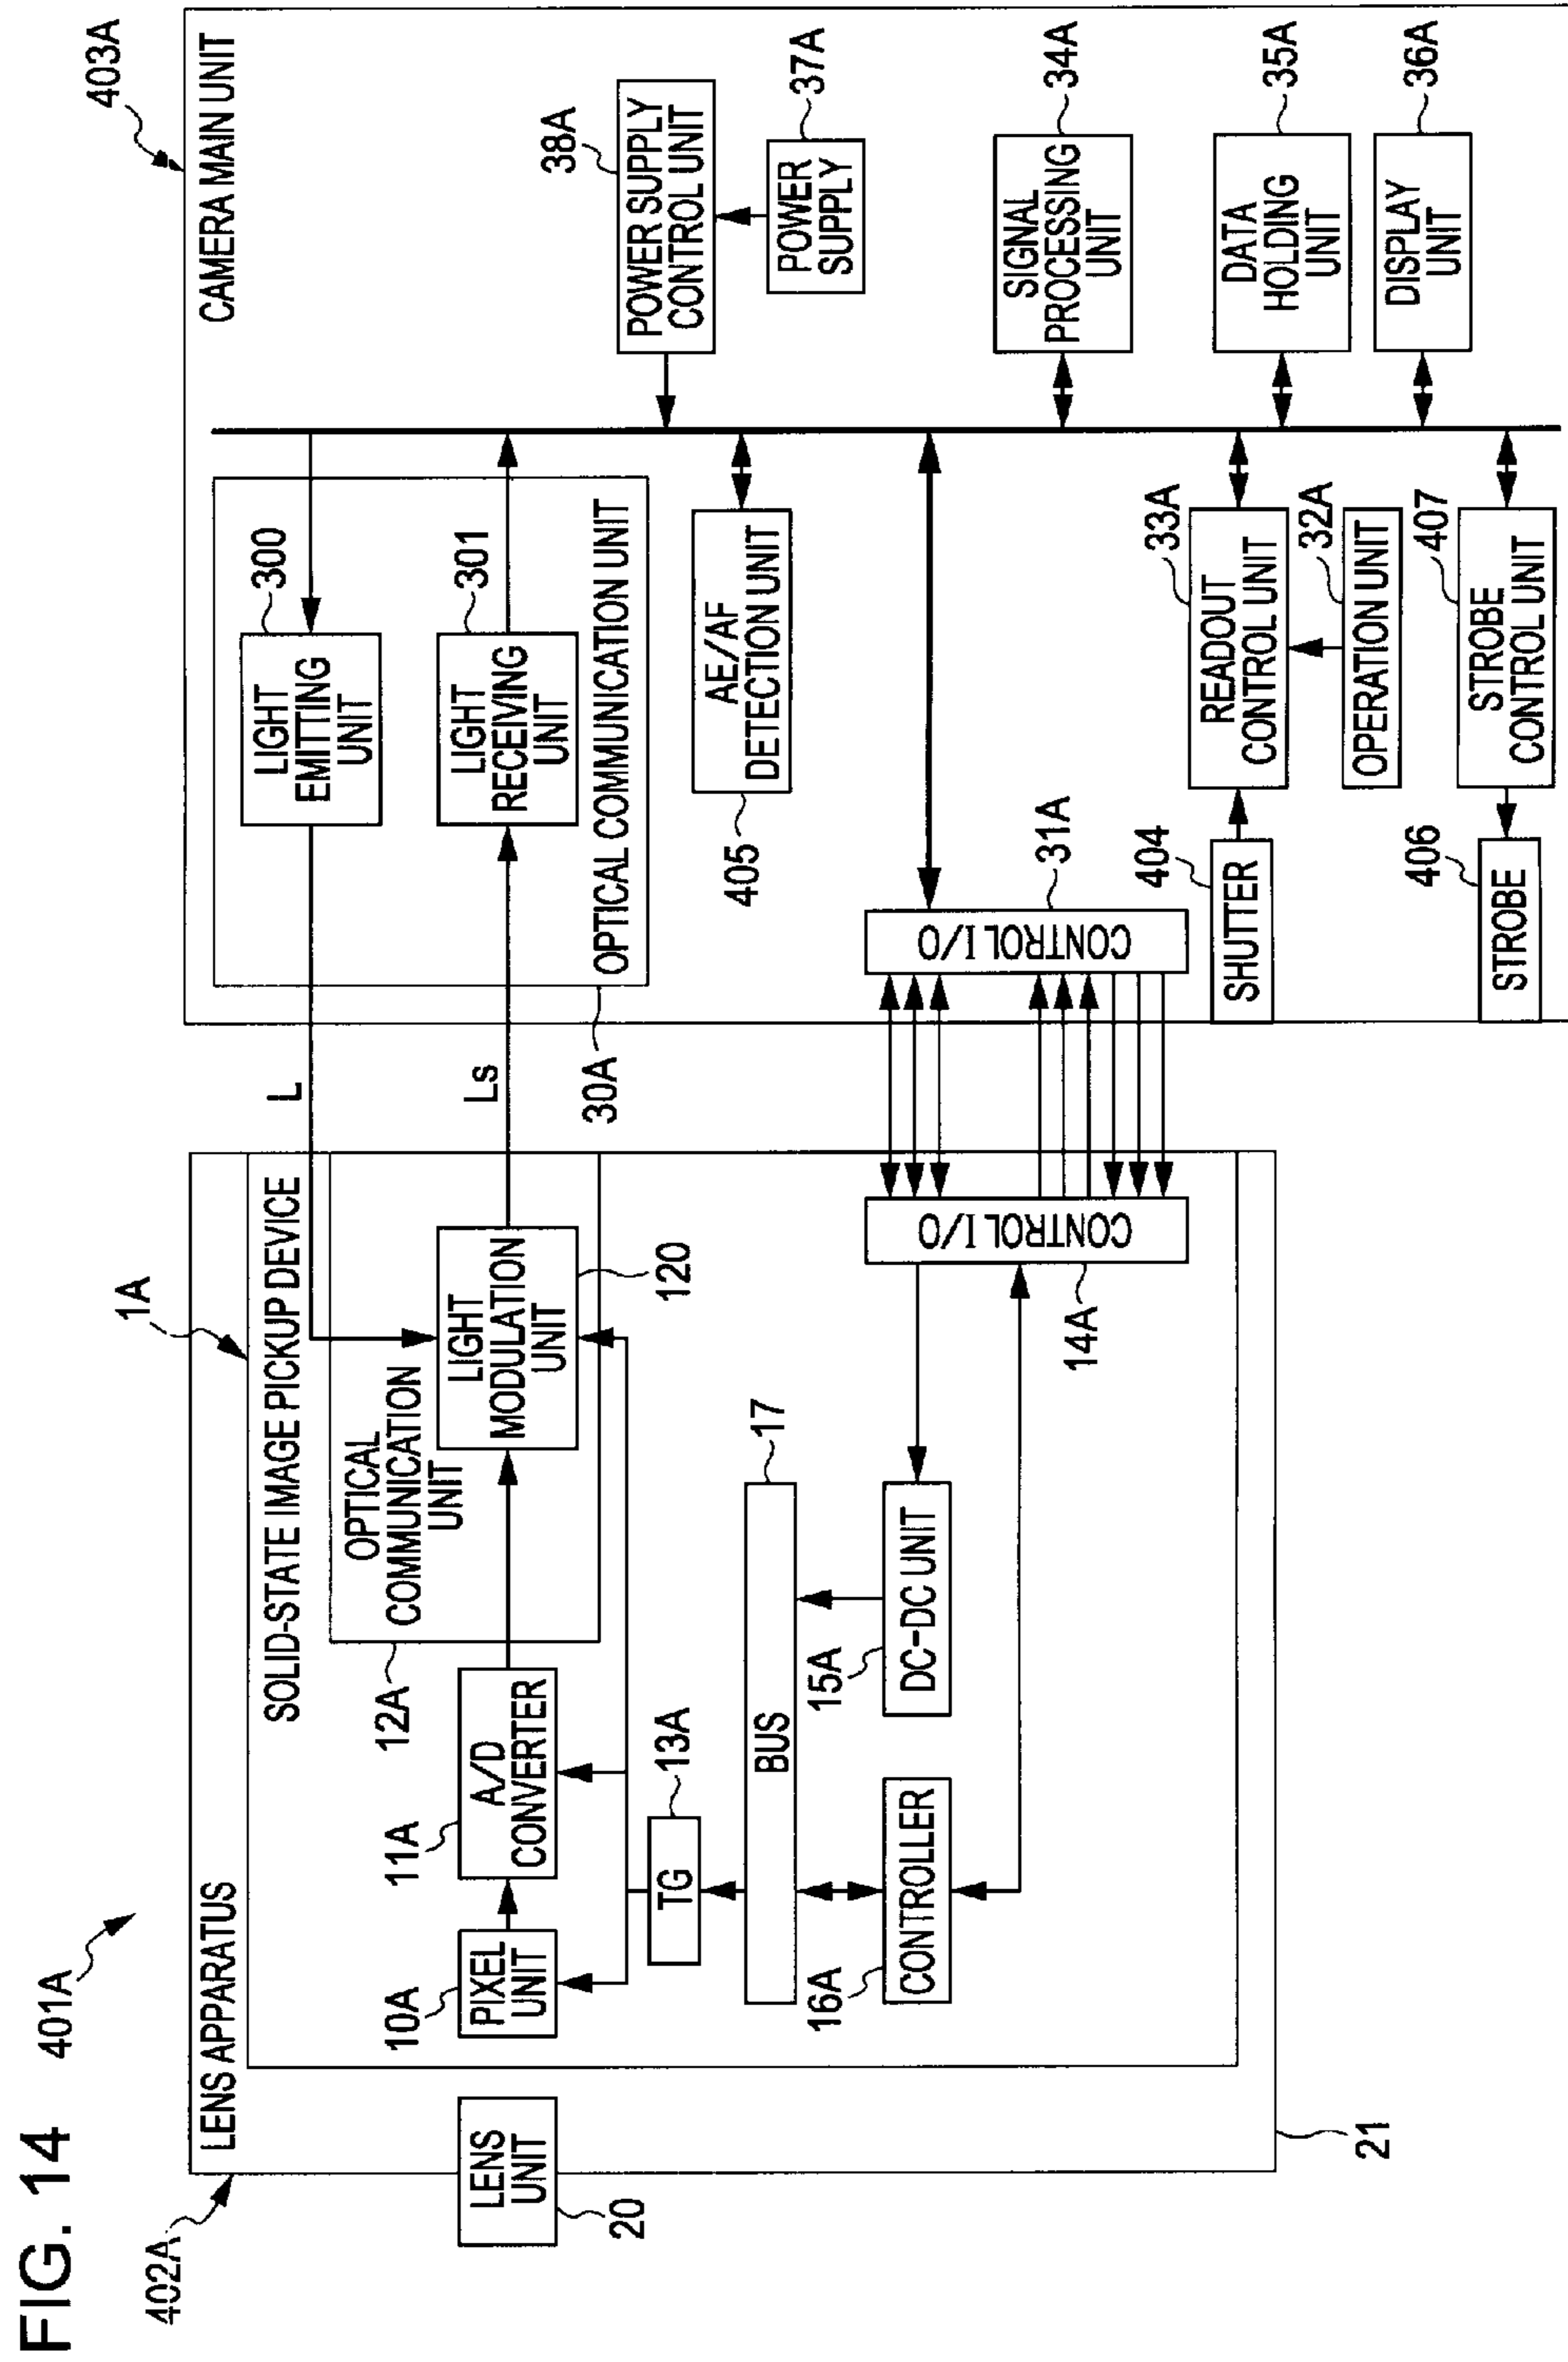 FIG. 14
401A
402A
LENS APPARATUS
1A
SOLID-STATE IMAGE PICKUP DEVICE
LENS
UNIT
20
10A
PIXEL
UNIT
11A
A/D
CONVERTER
12A
OPTICAL
COMMUNICATION
UNIT
LIGHT
MODULATION
UNIT
120
TG
13A
BUS
17
16A
CONTROLLER
15A
DC-DC UNIT
14A
CONTROL I/O
21
L
Ls
403A
CAMERA MAIN UNIT
30A
OPTICAL COMMUNICATION UNIT
LIGHT
EMITTING
UNIT
300
LIGHT
RECEIVING
UNIT
301
405
AE/AF
DETECTION UNIT
CONTROL I/O
31A
404
SHUTTER
READOUT
CONTROL UNIT
33A
OPERATION UNIT
32A
406
STROBE
STROBE
CONTROL UNIT
407
38A
POWER SUPPLY
CONTROL UNIT
POWER
SUPPLY
37A
SIGNAL
PROCESSING
UNIT
34A
DATA
HOLDING
UNIT
35A
DISPLAY
UNIT
36A